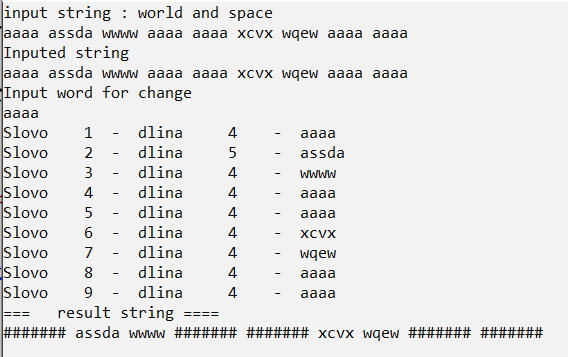 input string : world and space
aaaa assda wwww aaaa aaaa xcvx wqew aaaa aaaa
Inputed string
aaaa assda wwww aaaa aaaa xcvx wqew aaaa aaaa
Input word for change
aaaa
Slovo    1  -  dlina     4    -  aaaa
Slovo    2  -  dlina     5    -  assda
Slovo    3  -  dlina     4    -  wwww
Slovo    4  -  dlina     4    -  aaaa
Slovo    5  -  dlina     4    -  aaaa
Slovo    6  -  dlina     4    -  xcvx
Slovo    7  -  dlina     4    -  wqew
Slovo    8  -  dlina     4    -  aaaa
Slovo    9  -  dlina     4    -  aaaa
===   result string ====
####### assda wwww ####### ####### xcvx wqew ####### #######